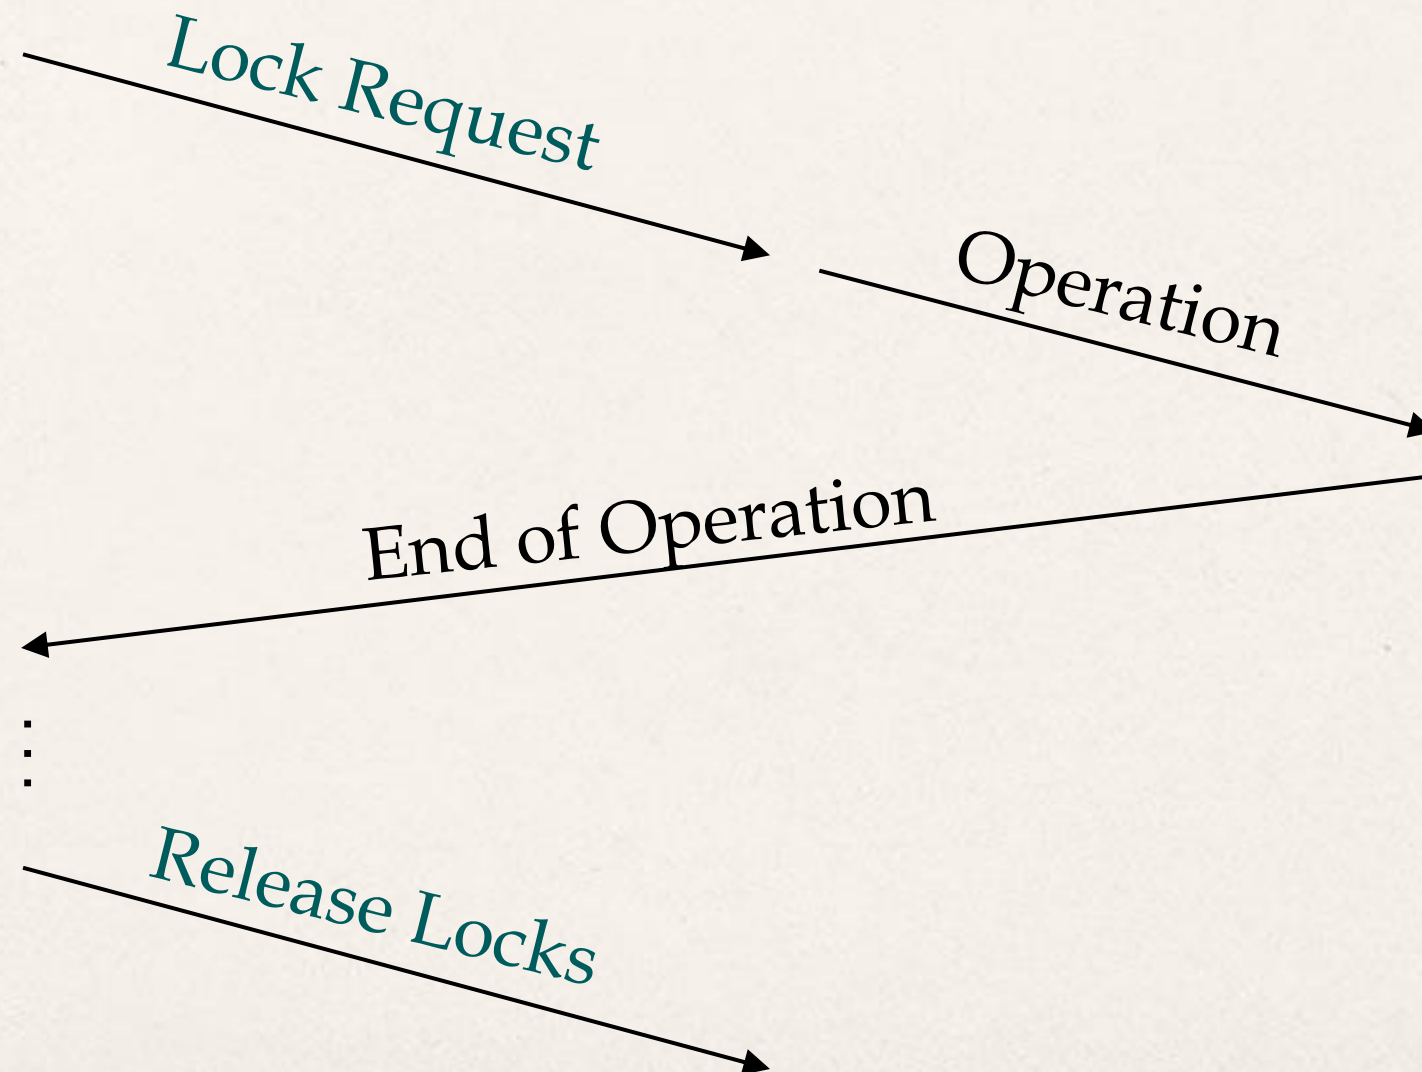 Lock Request
Operation
End of Operation
Release Locks